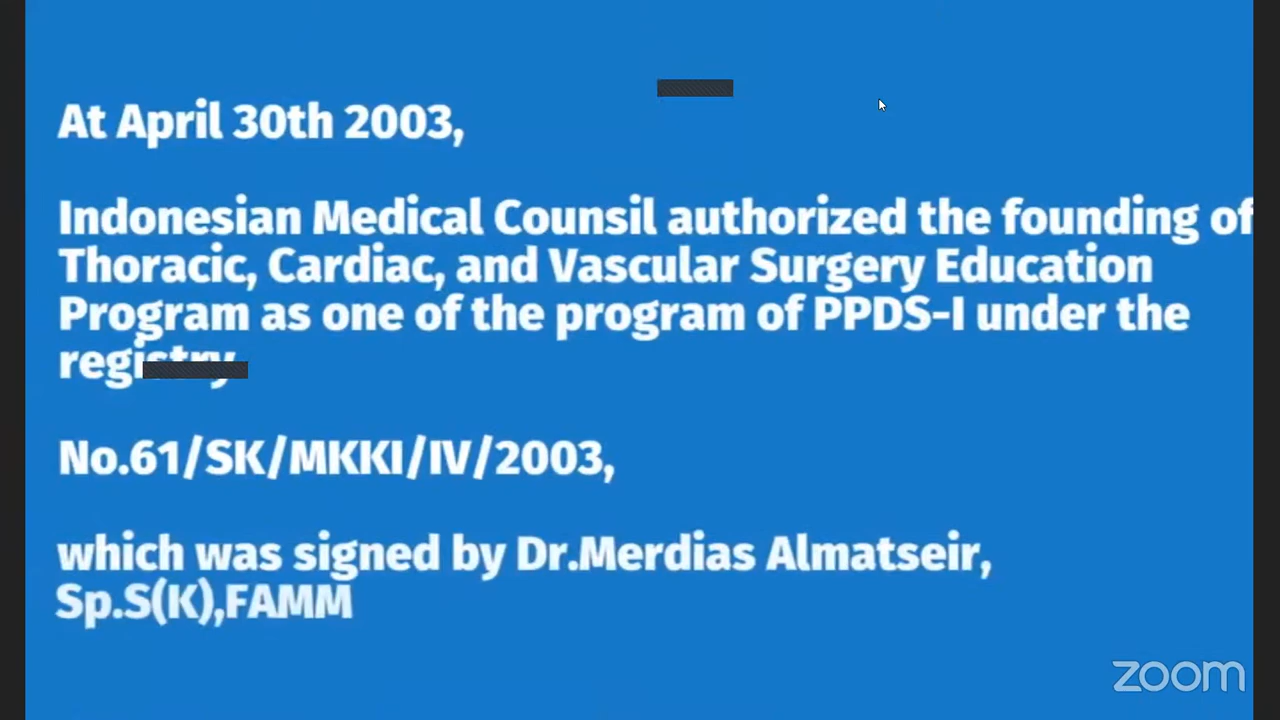 At April 30th 2003,
Indonesian Medical Counsil authorized the founding of
Thoracic, Cardiac, and Vascular Surgery Education
Program as one of the program of PPDS-I under the
registry
No.61/SK/MKKI/IV/2003,
which was signed by Dr.Merdias Almatseir,
Sp.S(K),FAMM
zoom